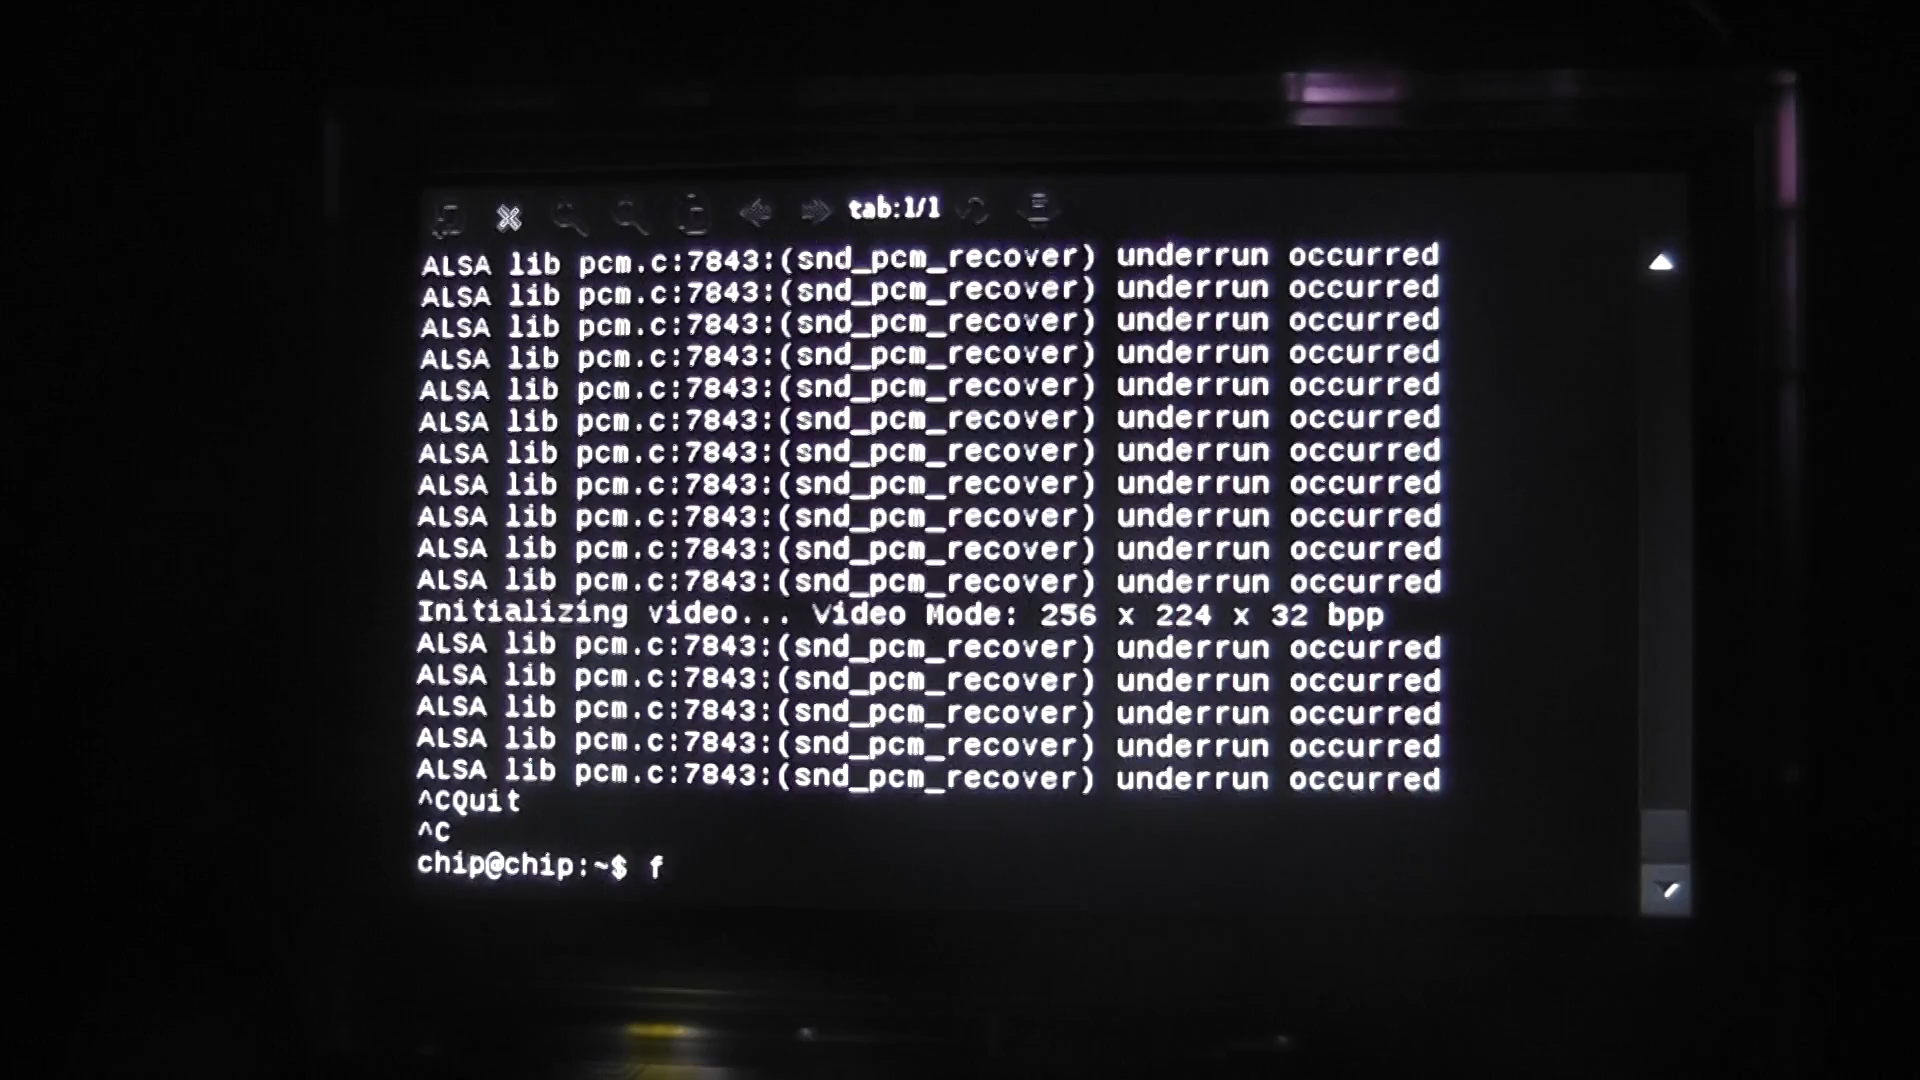 tab:1/1
ALSA lib pcm.c:7843:(snd_pcm_recover) underrun occurred
ALSA lib pcm.c:7843:(snd_pcm_recover) underrun occurred
ALSA lib pcm.c:7843:(snd_pcm_recover) underrun occurred
ALSA lib pcm.c:7843:(snd_pcm_recover) underrun occurred
ALSA lib pcm.c:7843:(snd_pcm_recover) underrun occurred
ALSA lib pcm.c:7843:(snd_pcm_recover) underrun occurred
ALSA lib pcm.c:7843:(snd_pcm_recover) underrun occurred
ALSA lib pcm.c:7843:(snd_pcm_recover) underrun occurred
ALSA lib pcm.c:7843:(snd_pcm_recover) underrun occurred
ALSA lib pcm.c:7843:(snd_pcm_recover) underrun occurred
ALSA lib pcm.c:7843:(snd_pcm_recover) underrun occurred
Initializing video... Video Mode: 256 x 224 x 32 bpp
ALSA lib pcm.c:7843:(snd_pcm_recover) underrun occurred
ALSA lib pcm.c:7843:(snd_pcm_recover) underrun occurred
ALSA lib pcm.c:7843:(snd_pcm_recover) underrun occurred
ALSA lib pcm.c:7843:(snd_pcm_recover) underrun occurred
ALSA lib pcm.c:7843:(snd_pcm_recover) underrun occurred
^CQuit
^C
chip@chip:~$ f